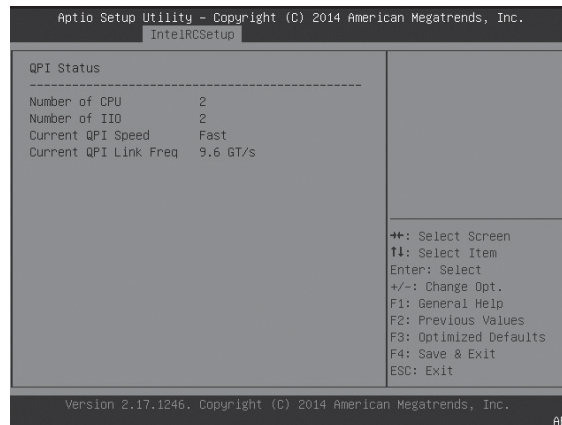 Aptio Setup Utility – Copyright (C) 2014 American Megatrends, Inc.
IntelRCSetup
QPI Status
------------------------------------------------
Number of CPU 2
Number of IIO 2
Current QPI Speed Fast
Current QPI Link Freq 9.6 GT/s
→←: Select Screen
↑↓: Select Item
Enter: Select
+/-: Change Opt.
F1: General Help
F2: Previous Values
F3: Optimized Defaults
F4: Save & Exit
ESC: Exit
Version 2.17.1246. Copyright (C) 2014 American Megatrends, Inc.